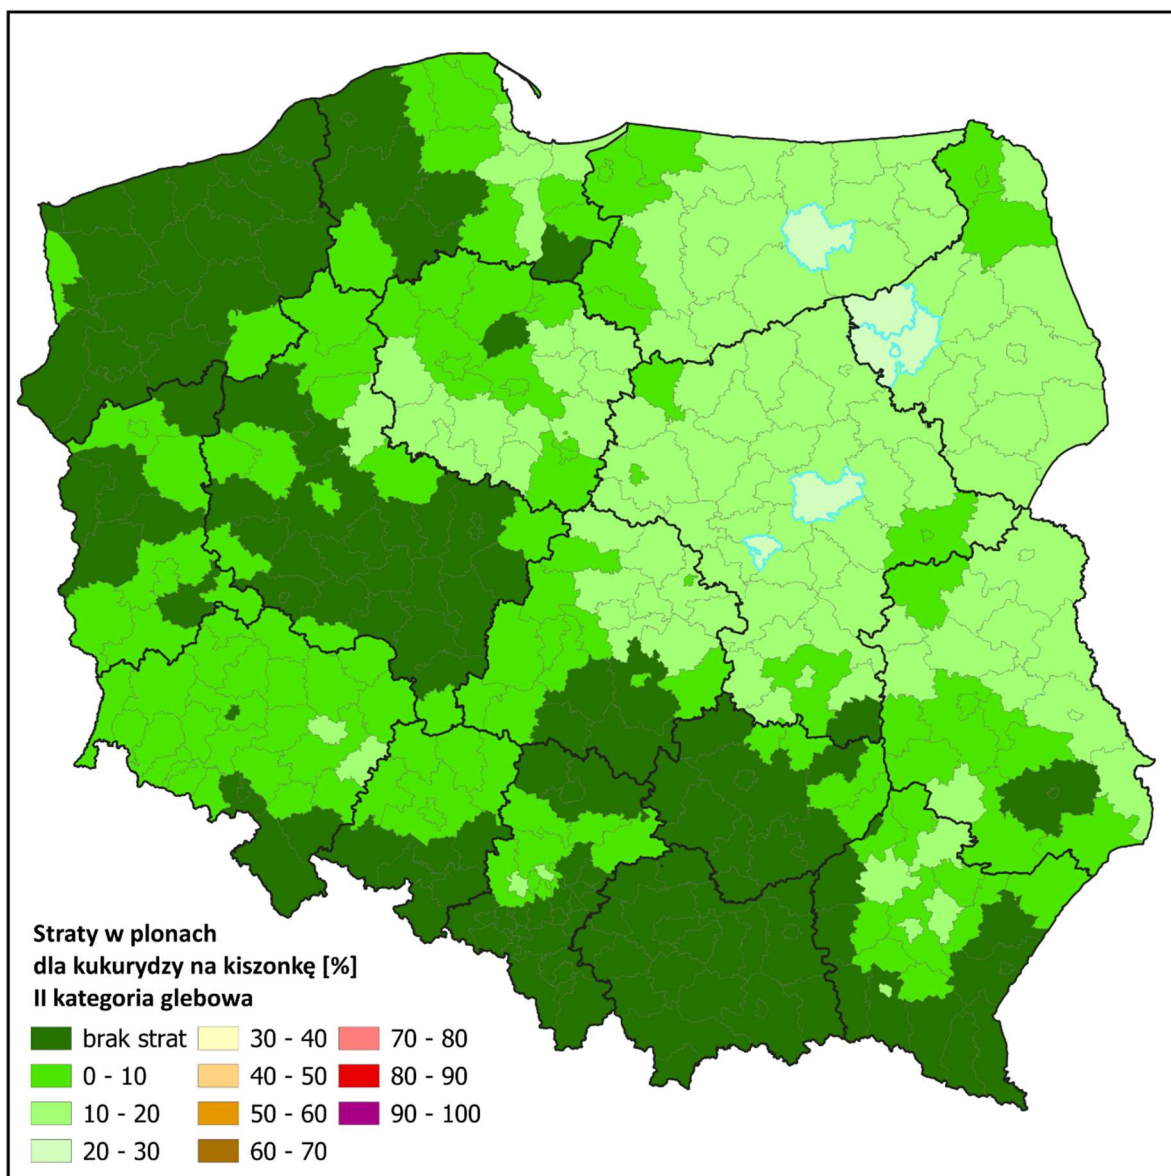 Straty w plonach
dla kukurydzy na kiszonkę [%]
II kategoria glebowa
brak strat
0 - 10
10 - 20
20 - 30
30 - 40
40 - 50
50 - 60
60 - 70
70 - 80
80 - 90
90 - 100